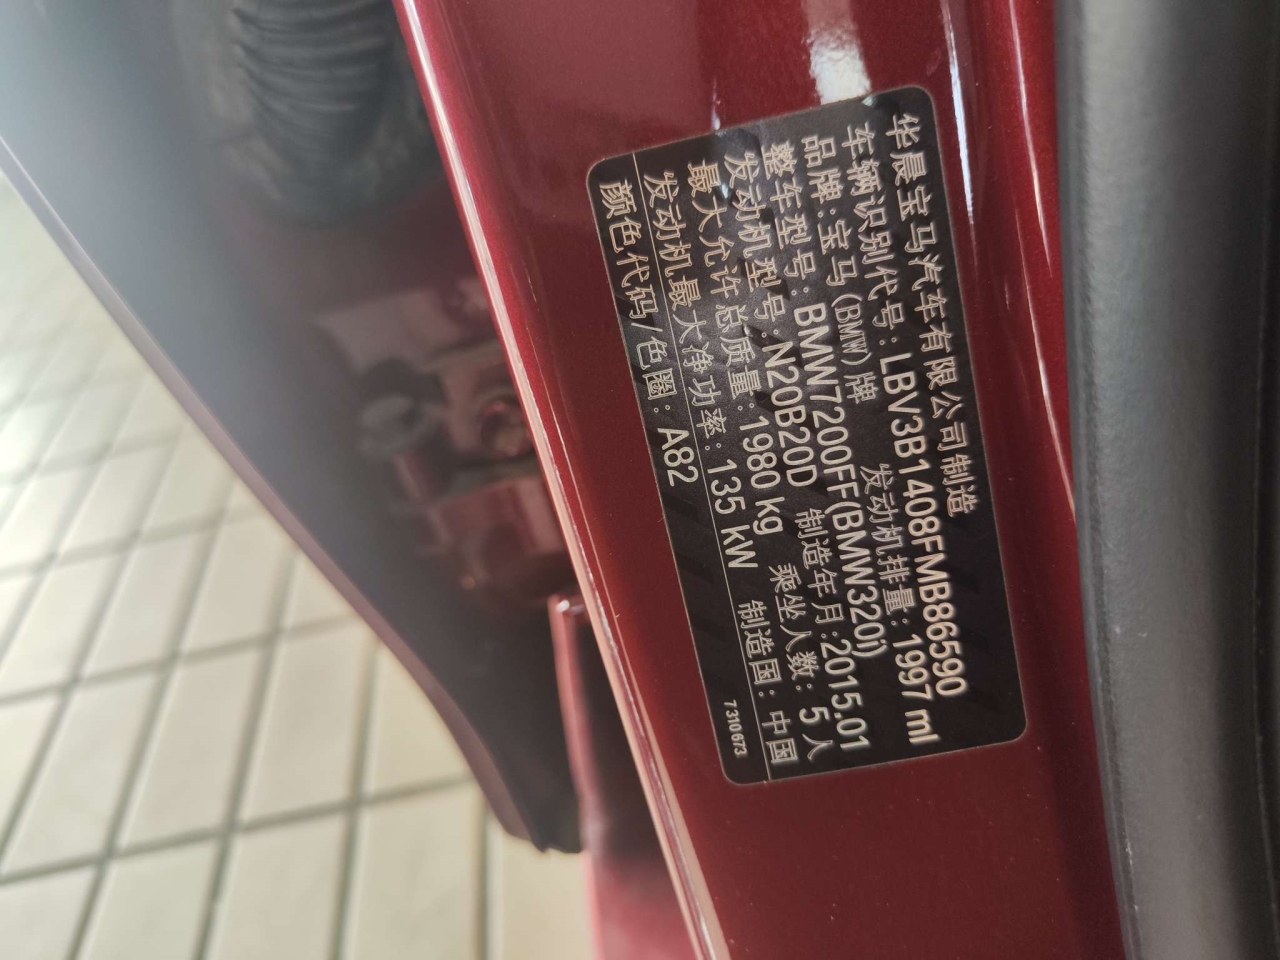 华晨宝马汽车有限公司制造
车辆识别代号: LBV3B1408FMB86590
品牌: 宝马(BMW)牌 发动机排量: 1997 ml
整车型号: BMW7200FF(BMW320i)
发动机型号: N20B20D 制造年月: 2015.01
最大允许总质量: 1980 kg 乘坐人数: 5人
发动机最大净功率: 135 kW 制造国: 中国
颜色代码/色圈: A82
7310673